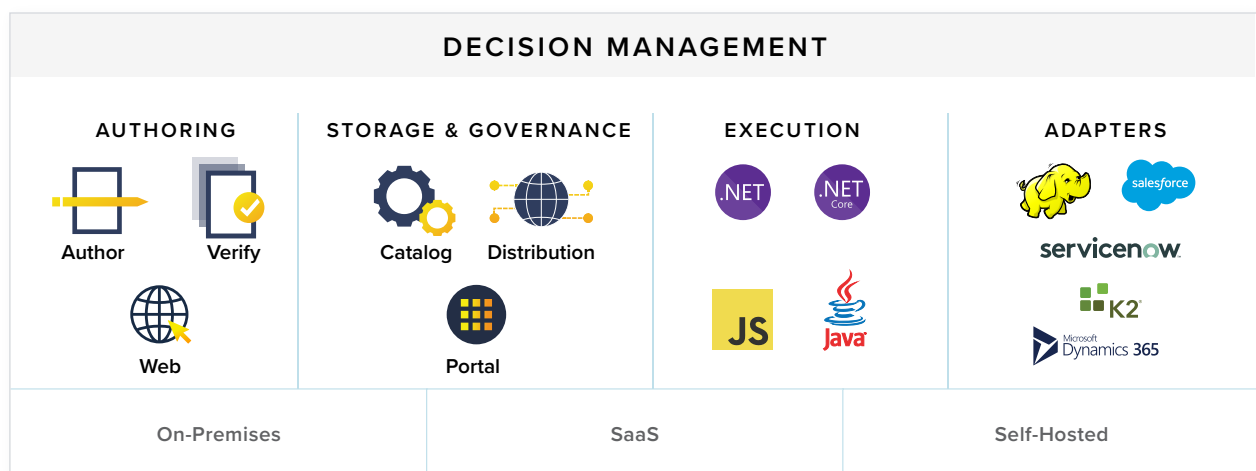 DECISION MANAGEMENT
AUTHORING
Author
Verify
Web
STORAGE & GOVERNANCE
Catalog
Distribution
Portal
EXECUTION
.NET
.NET
Core
JS
Java
ADAPTERS
salesforce
servicenow
K2
Microsoft
Dynamics 365
On-Premises
SaaS
Self-Hosted